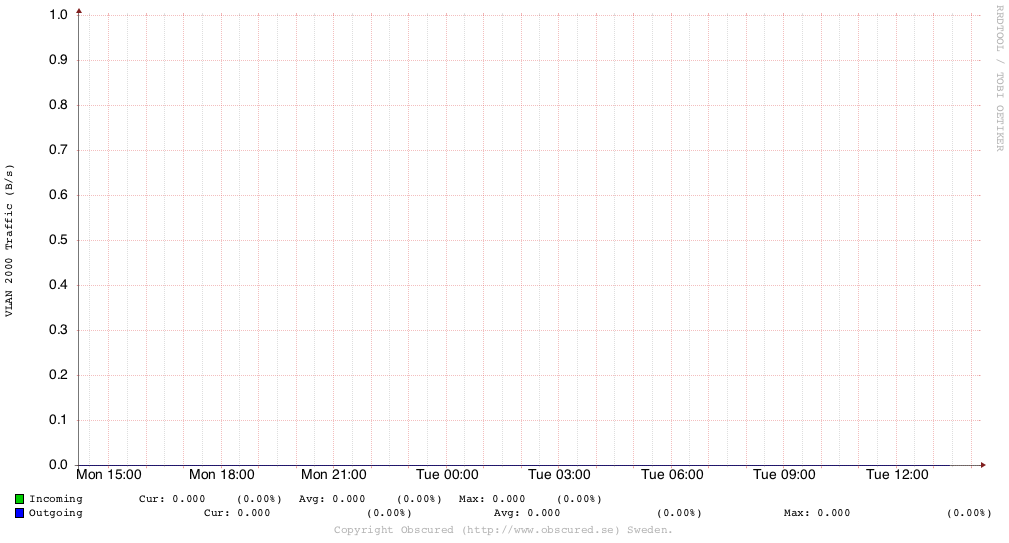 RRDTOOL / TOBI OETIKER
VLAN 2000 Traffic (B/s)
1.0
0.9
0.8
0.7
0.6
0.5
0.4
0.3
0.2
0.1
0.0
Mon 15:00 Mon 18:00 Mon 21:00 Tue 00:00 Tue 03:00 Tue 06:00 Tue 09:00 Tue 12:00
Incoming Cur: 0.000 (0.00%) Avg: 0.000 (0.00%) Max: 0.000 (0.00%)
Outgoing Cur: 0.000 (0.00%) Avg: 0.000 (0.00%) Max: 0.000 (0.00%)
Copyright Obscured (http://www.obscured.se) Sweden.